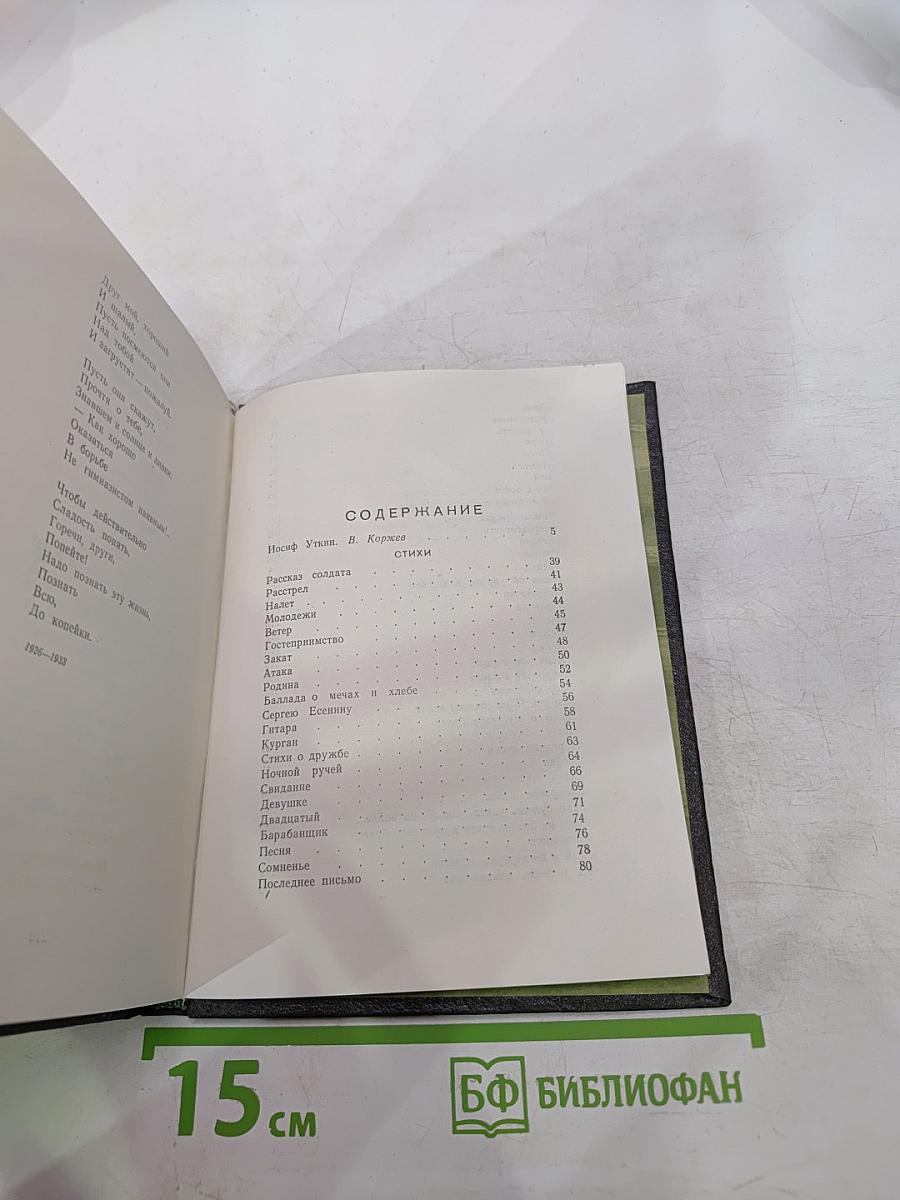 Друг мой, хороший
И шалый,
Пусть посмеются они
Над тобой
И загрустят — пожалуй.
Пусть они скажут,
Прочтя о тебе,
Знавшем и солнце и ливни:
— Как хорошо
Оказаться
В борьбе
Не гимназистом наивным!
Чтобы действительно
Сладость понять,
Горечи, други,
Попейте!
Надо познать эту жизнь,
Познать
Всю,
До копейки.
1926—1933
СОДЕРЖАНИЕ
Иосиф Уткин. В. Коржев . . . . . . . 5
СТИХИ
Рассказ солдата . . . . . . . . 39
Расстрел . . . . . . . . . 41
Налет . . . . . . . . . . 43
Молодежи . . . . . . . . . 44
Ветер . . . . . . . . . . 45
Гостеприимство . . . . . . . . 47
Закат . . . . . . . . . . 48
Атака . . . . . . . . . . 50
Родина . . . . . . . . . . 52
Баллада о мечах и хлебе . . . . . . 54
Сергею Есенину . . . . . . . . 56
Гитара . . . . . . . . . . 58
Курган . . . . . . . . . . 61
Стихи о дружбе . . . . . . . . 63
Ночной ручей . . . . . . . . . 64
Свидание . . . . . . . . . 66
Девушке . . . . . . . . . 69
Двадцатый . . . . . . . . . 71
Барабанщик . . . . . . . . . 74
Песня . . . . . . . . . . 76
Сомненье . . . . . . . . . 78
Последнее письмо . . . . . . . . 80
15 см
БФ БИБЛИОФАН